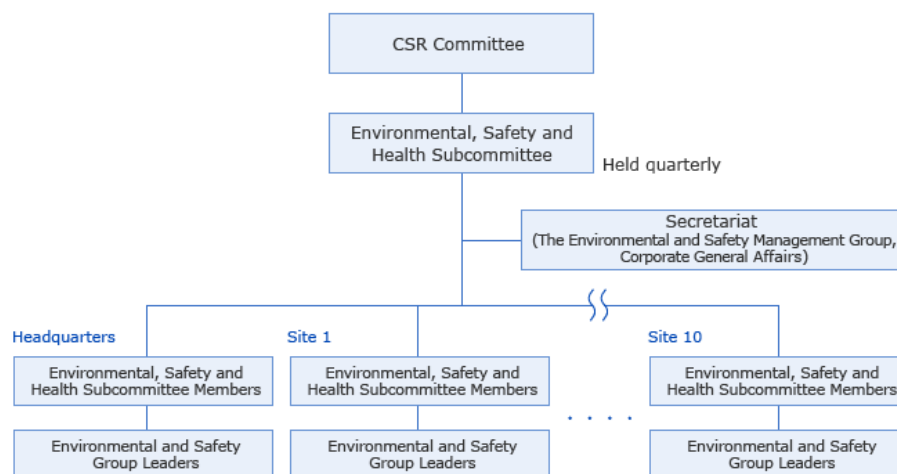 CSR Committee
Environmental, Safety and
Health Subcommittee
Held quarterly
Secretariat
(The Environmental and Safety Management Group,
Corporate General Affairs)
Headquarters
Environmental, Safety and
Health Subcommittee Members
Environmental and Safety
Group Leaders
Site 1
Environmental, Safety and
Health Subcommittee Members
Environmental and Safety
Group Leaders
. . . .
Site 10
Environmental, Safety and
Health Subcommittee Members
Environmental and Safety
Group Leaders